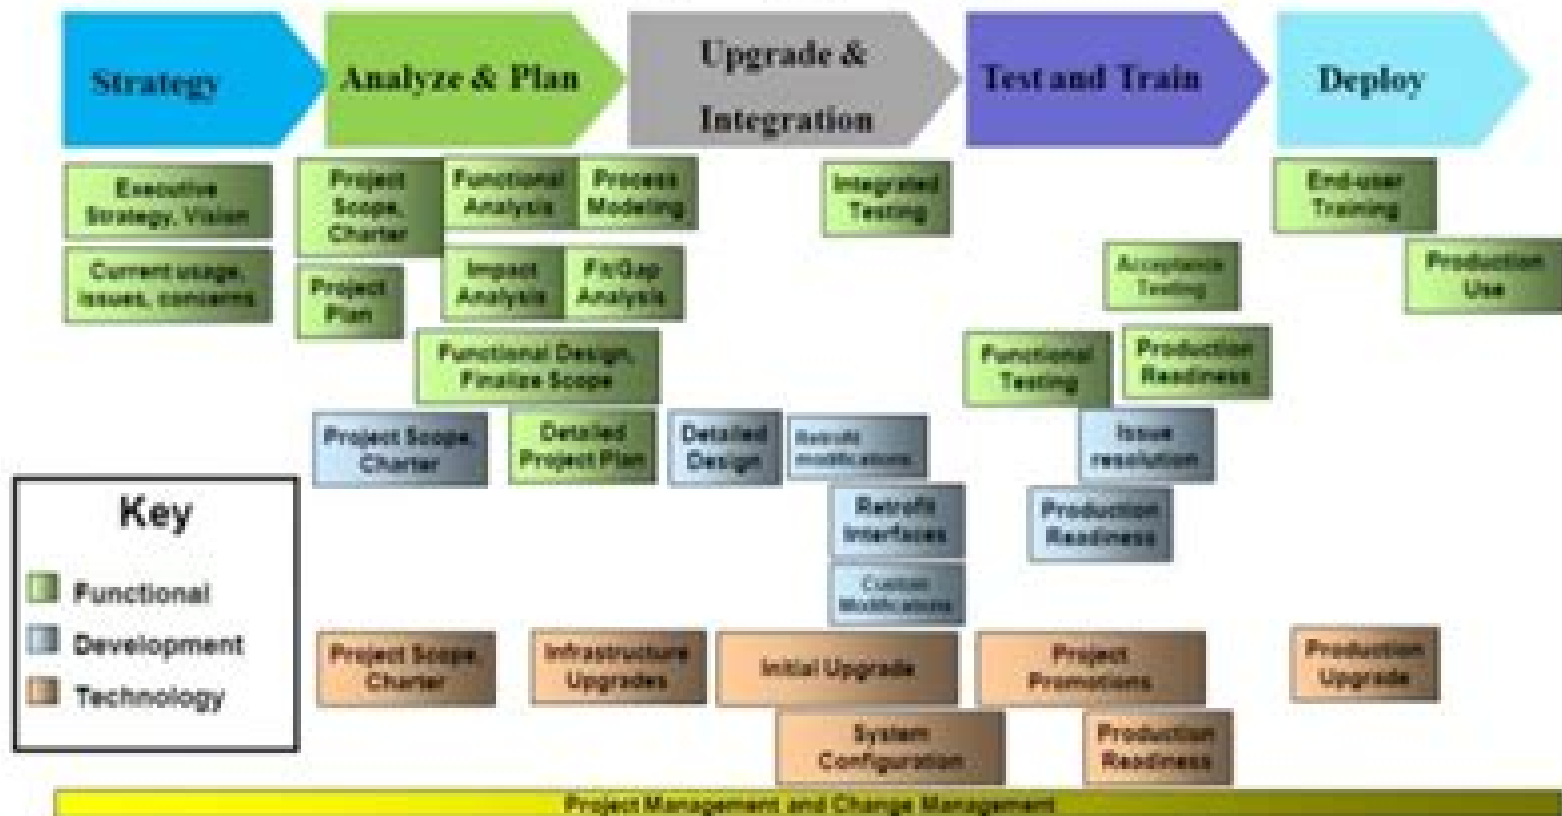 Strategy
Analyze & Plan
Upgrade &
Integration
Test and Train
Deploy
Executive
Strategy, Vision
Current usage,
issues, concerns
Project
Scope,
Charter
Functional
Analysis
Process
Modeling
Project
Plan
Impact
Analysis
Fit/Gap
Analysis
Functional Design,
Finalize Scope
Detailed
Project Plan
Integrated
Testing
Acceptance
Testing
Functional
Testing
Production
Readiness
End-user
Training
Production
Use
Project Scope,
Charter
Detailed
Design
Retrofit
modifications
Retrofit
Interfaces
Custom
Modifications
Issue
resolution
Production
Readiness
Key
Functional
Development
Technology
Project Scope,
Charter
Infrastructure
Upgrades
Initial Upgrade
System
Configuration
Project
Promotions
Production
Readiness
Production
Upgrade
Project Management and Change Management